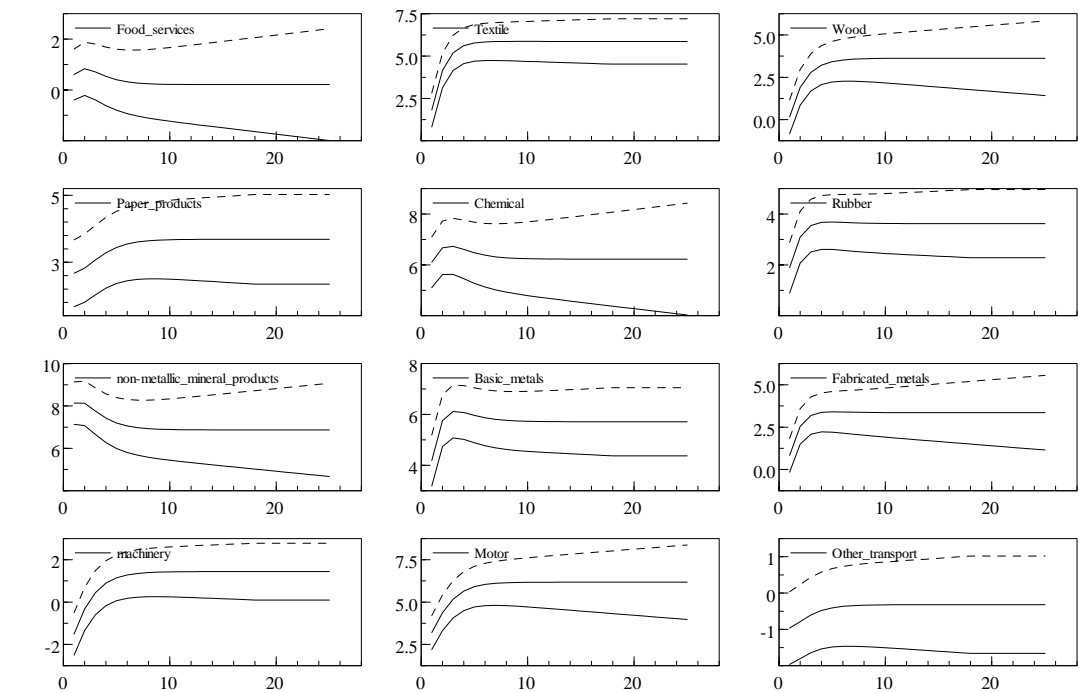 Food_services
2
0
0 10 20
Textile
7.5
5.0
2.5
0 10 20
Wood
5.0
2.5
0.0
0 10 20
Paper_products
5
3
0 10 20
Chemical
8
6
0 10 20
Rubber
4
2
0 10 20
non-metallic_mineral_products
10
8
6
0 10 20
Basic_metals
8
6
4
0 10 20
Fabricated_metals
5.0
2.5
0.0
0 10 20
machinery
2
0
-2
0 10 20
Motor
7.5
5.0
2.5
0 10 20
Other_transport
1
0
-1
0 10 20